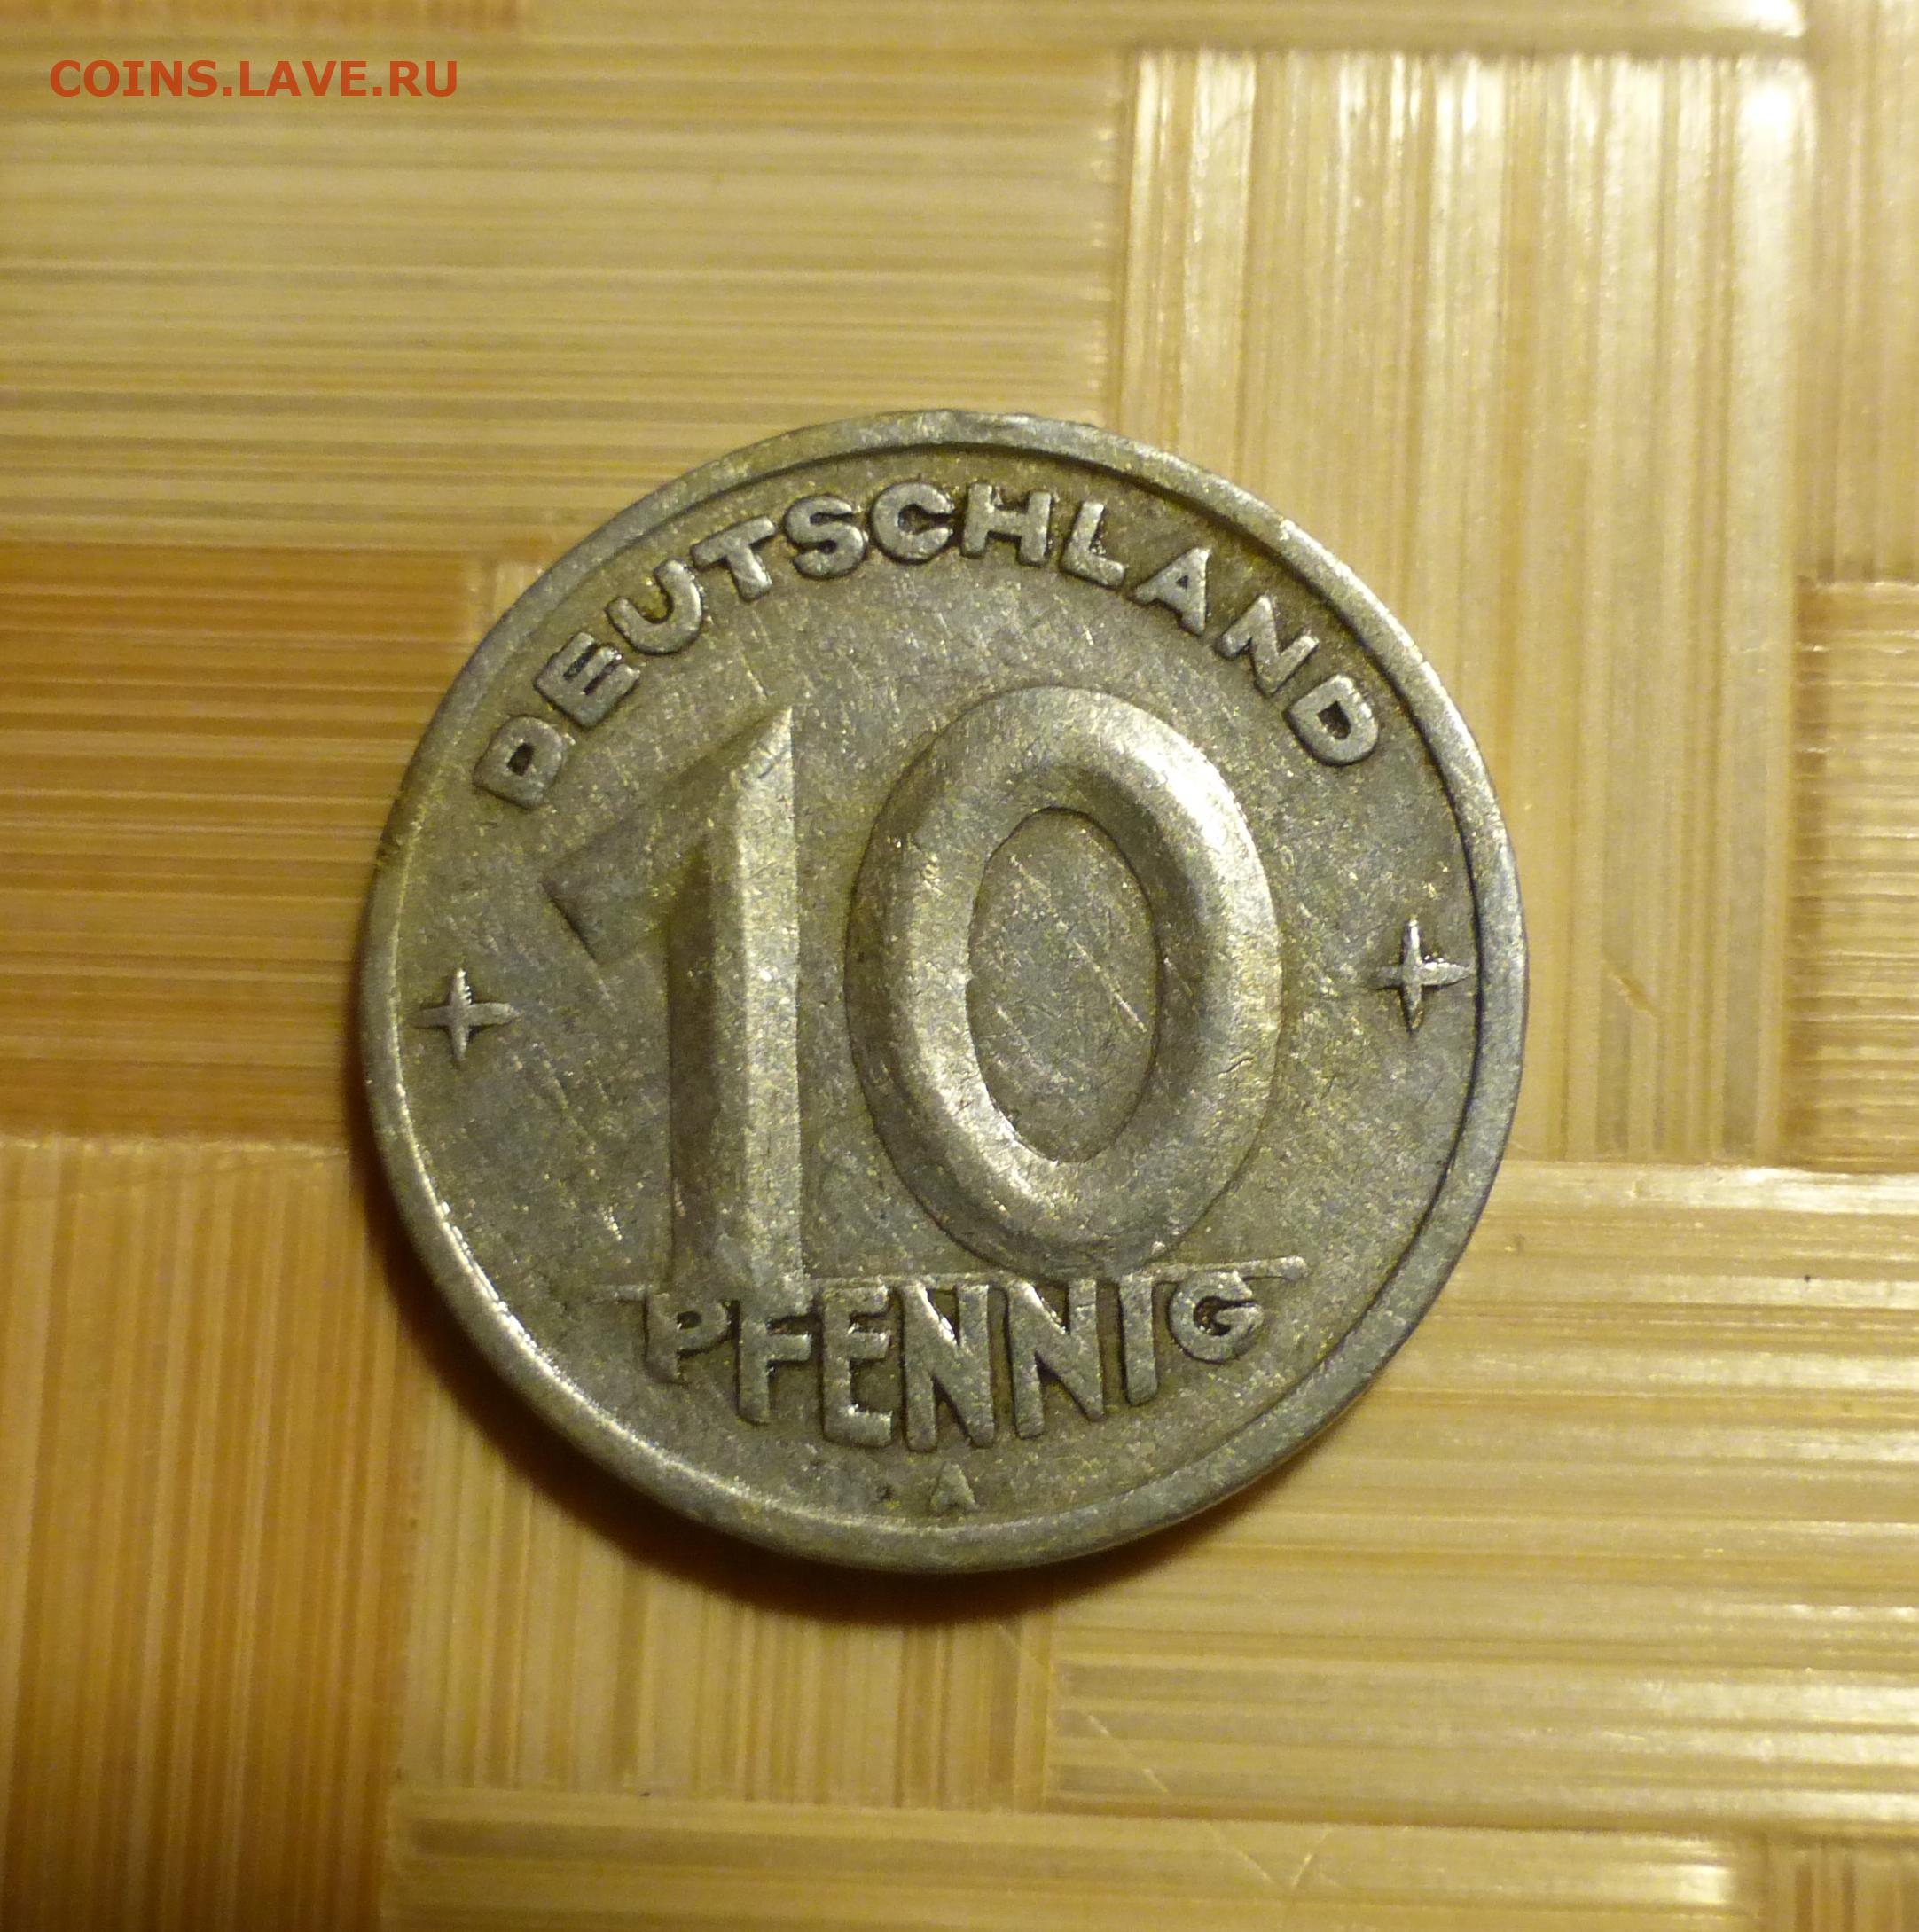 COINS.LAVE.RU
DEUTSCHLAND
10
PFENNIG
A